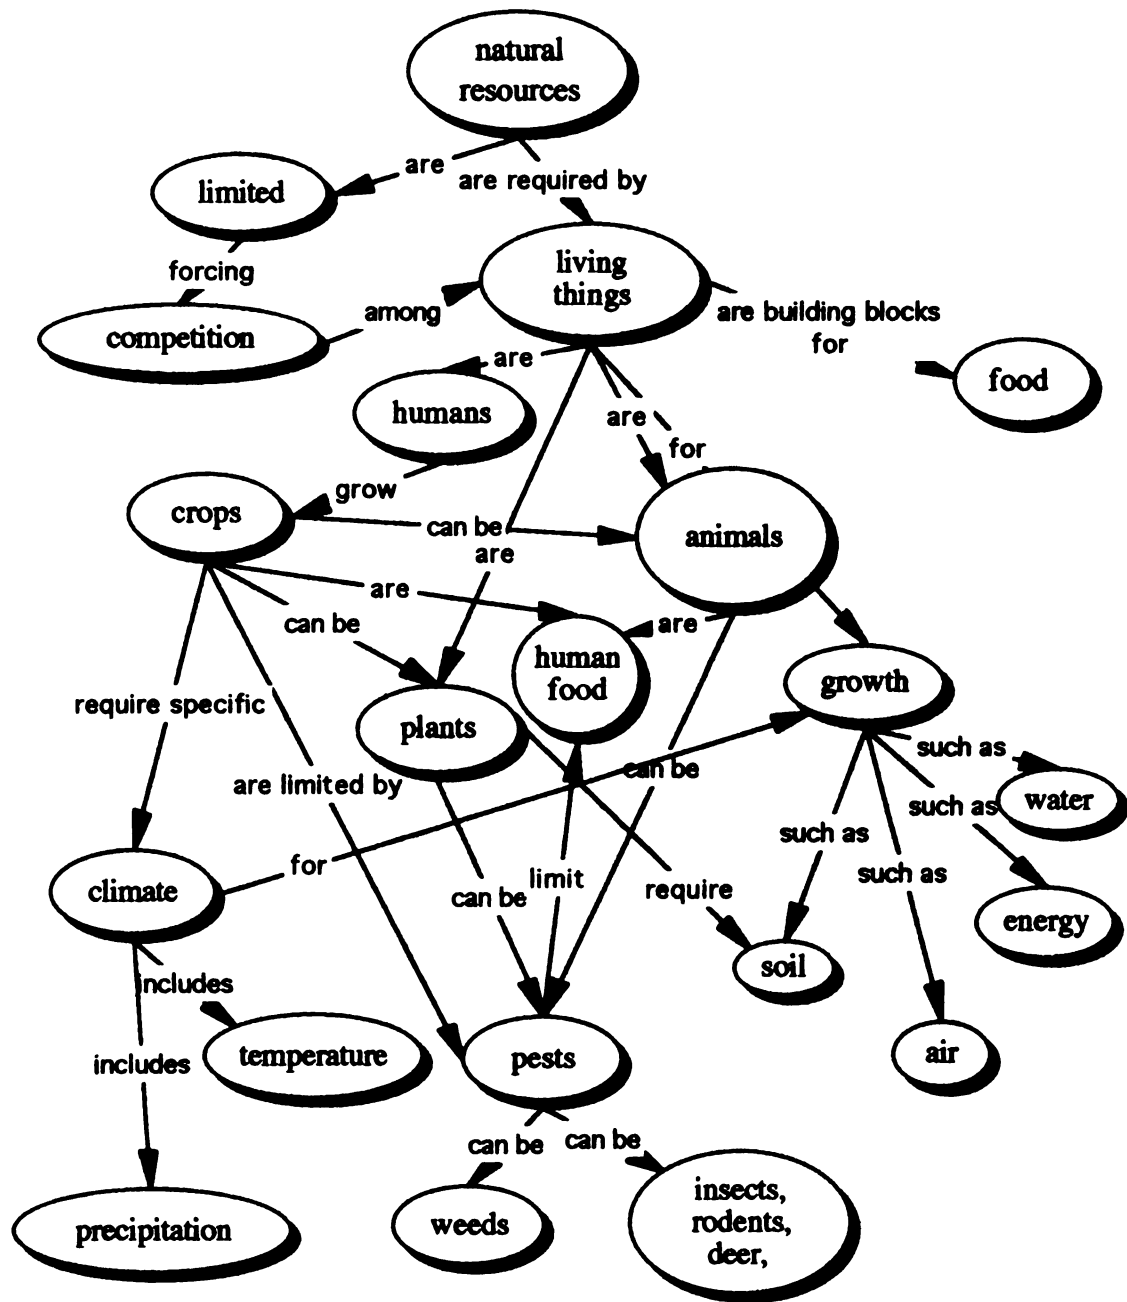 natural
resources
are
are required by
limited
living
things
forcing
among
are building blocks
for
competition
are
food
humans
are
for
grow
crops
can be
animals
are
are
can be
are
human
food
growth
require specific
plants
such as
can be
are limited by
water
such as
such as
for
limit
such as
climate
can be
require
energy
soil
includes
temperature
pests
air
includes
can be
can be
precipitation
weeds
insects,
rodents,
deer,